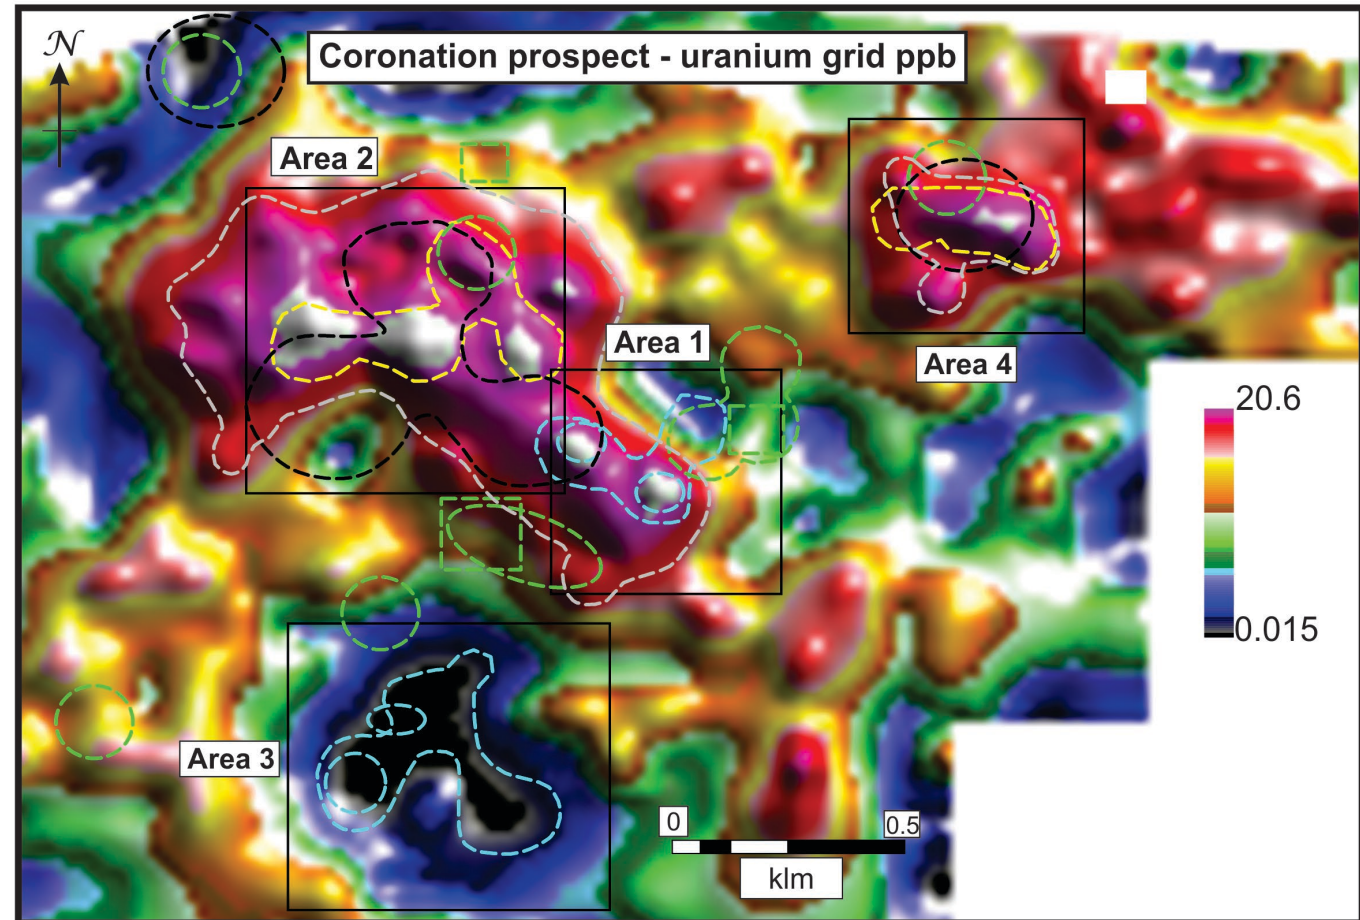 N
Coronation prospect - uranium grid ppb
Area 2
Area 1
Area 4
20.6
0.015
Area 3
0
0.5
klm